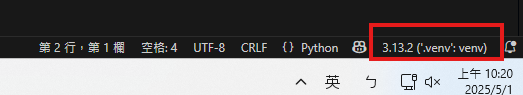 第 2 行，第 1 欄 空格: 4 UTF-8 CRLF {} Python 3.13.2 ('.venv': venv)
英 ㄅ 上午 10:20
2025/5/1